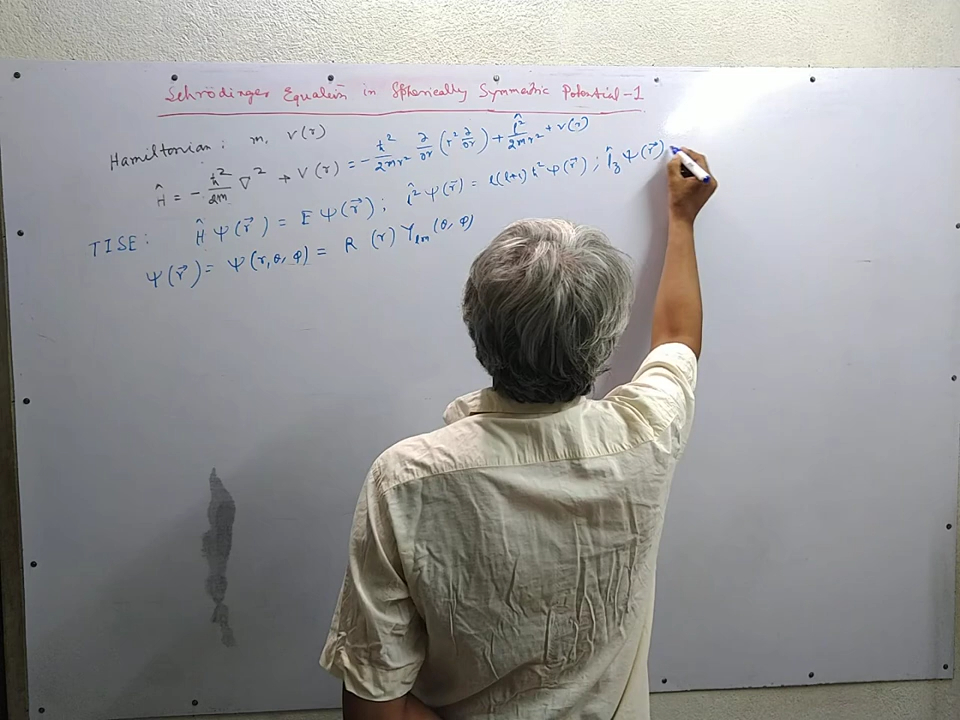 Schrödinger Equation in Spherically Symmetric Potential-1
Hamiltonian: m, V(r)
Ĥ = -ħ²/2m ∇² + V(r) = -ħ²/2mr² ∂/∂r (r² ∂/∂r) + l̂²/2mr² + V(r)
TISE: Ĥ Ψ(r⃗) = E Ψ(r⃗); l̂² Ψ(r⃗) = l(l+1) ħ² Ψ(r⃗); l̂₃ Ψ(r⃗)
Ψ(r⃗) = Ψ(r, θ, φ) = R (r) Yₗₘ (θ, φ)